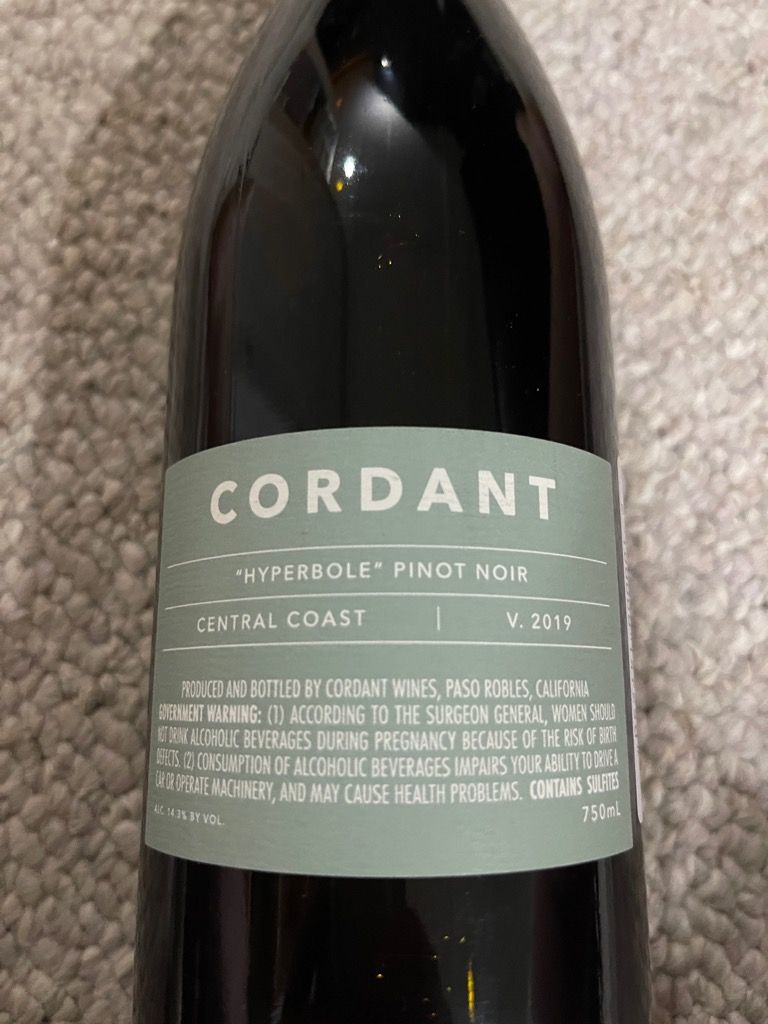 CORDANT
“HYPERBOLE” PINOT NOIR
CENTRAL COAST | V. 2019
PRODUCED AND BOTTLED BY CORDANT WINES, PASO ROBLES, CALIFORNIA
GOVERNMENT WARNING: (1) ACCORDING TO THE SURGEON GENERAL, WOMEN SHOULD
NOT DRINK ALCOHOLIC BEVERAGES DURING PREGNANCY BECAUSE OF THE RISK OF BIRTH
DEFECTS. (2) CONSUMPTION OF ALCOHOLIC BEVERAGES IMPAIRS YOUR ABILITY TO DRIVE A
CAR OR OPERATE MACHINERY, AND MAY CAUSE HEALTH PROBLEMS. CONTAINS SULFITES
ALC. 14.3% BY VOL. 750mL